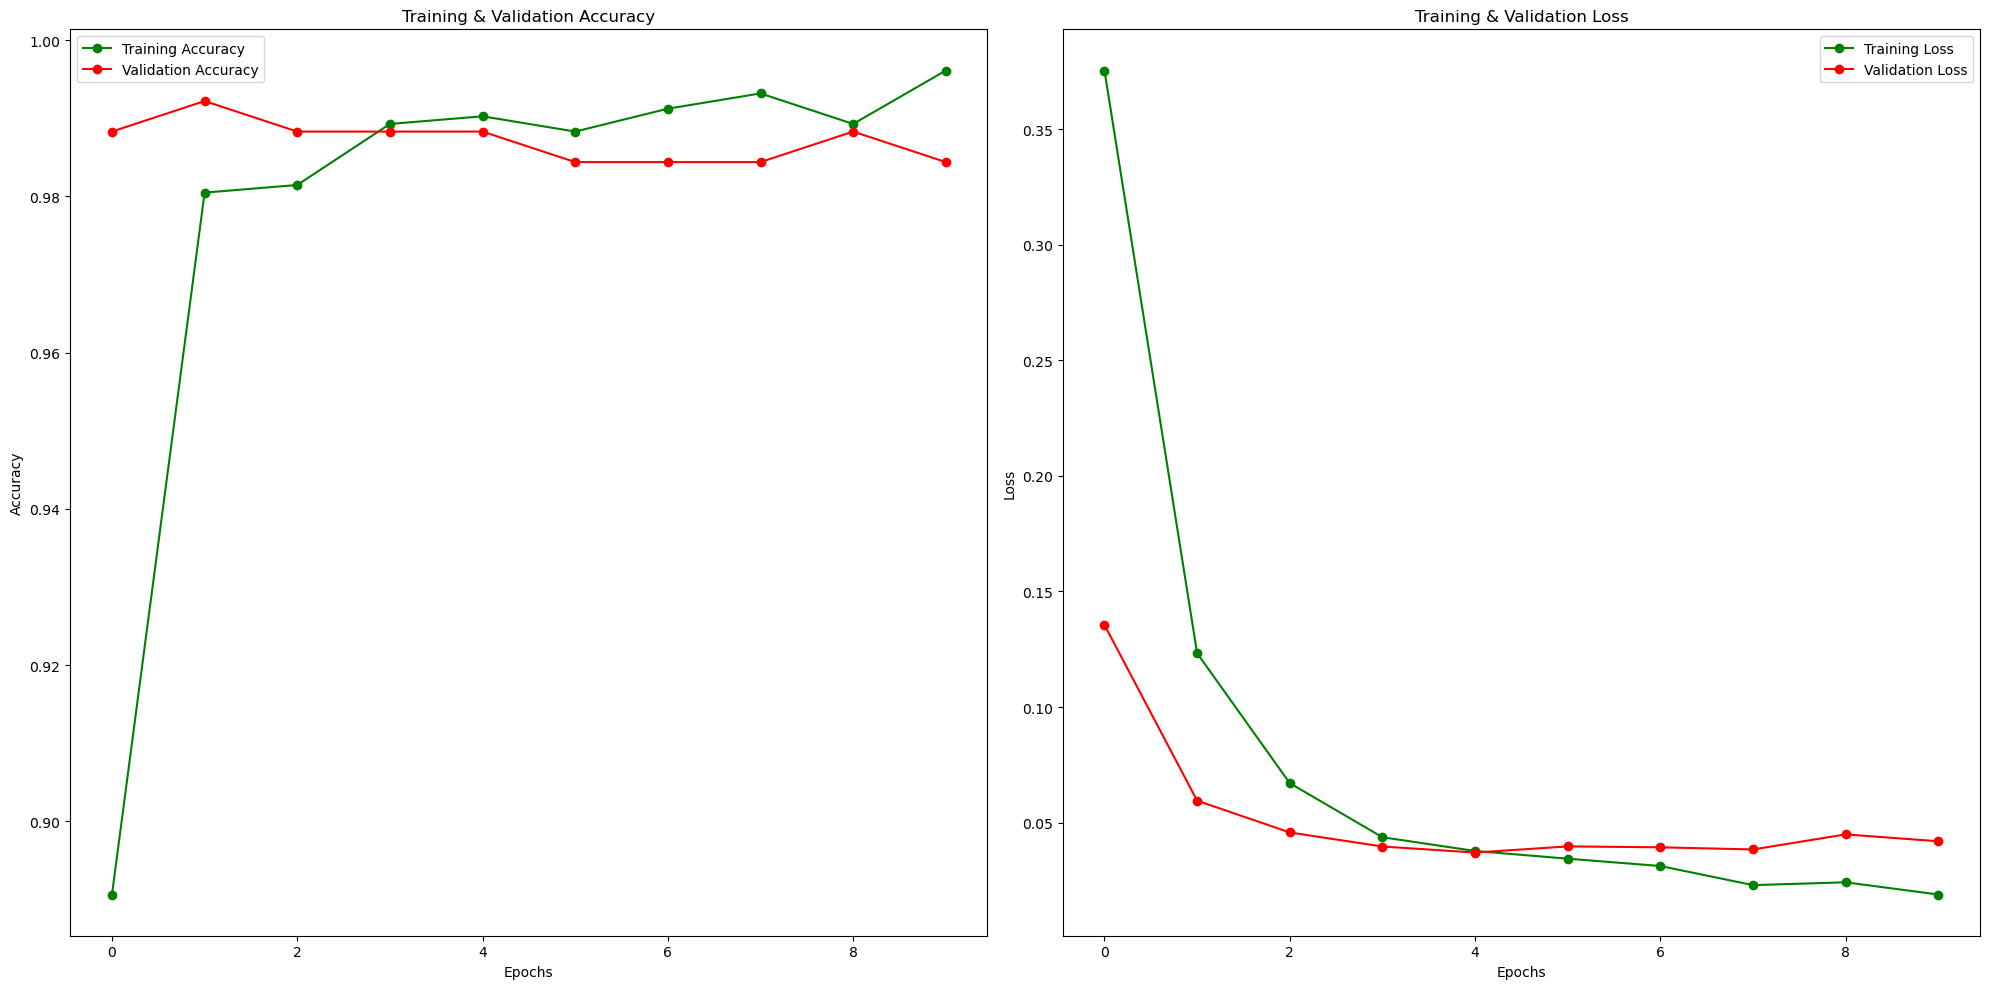 Training & Validation Accuracy
Training Accuracy
Validation Accuracy
1.00
0.98
0.96
0.94
0.92
0.90
Accuracy
0 2 4 6 8
Epochs
Training & Validation Loss
Training Loss
Validation Loss
0.35
0.30
0.25
0.20
0.15
0.10
0.05
Loss
0 2 4 6 8
Epochs